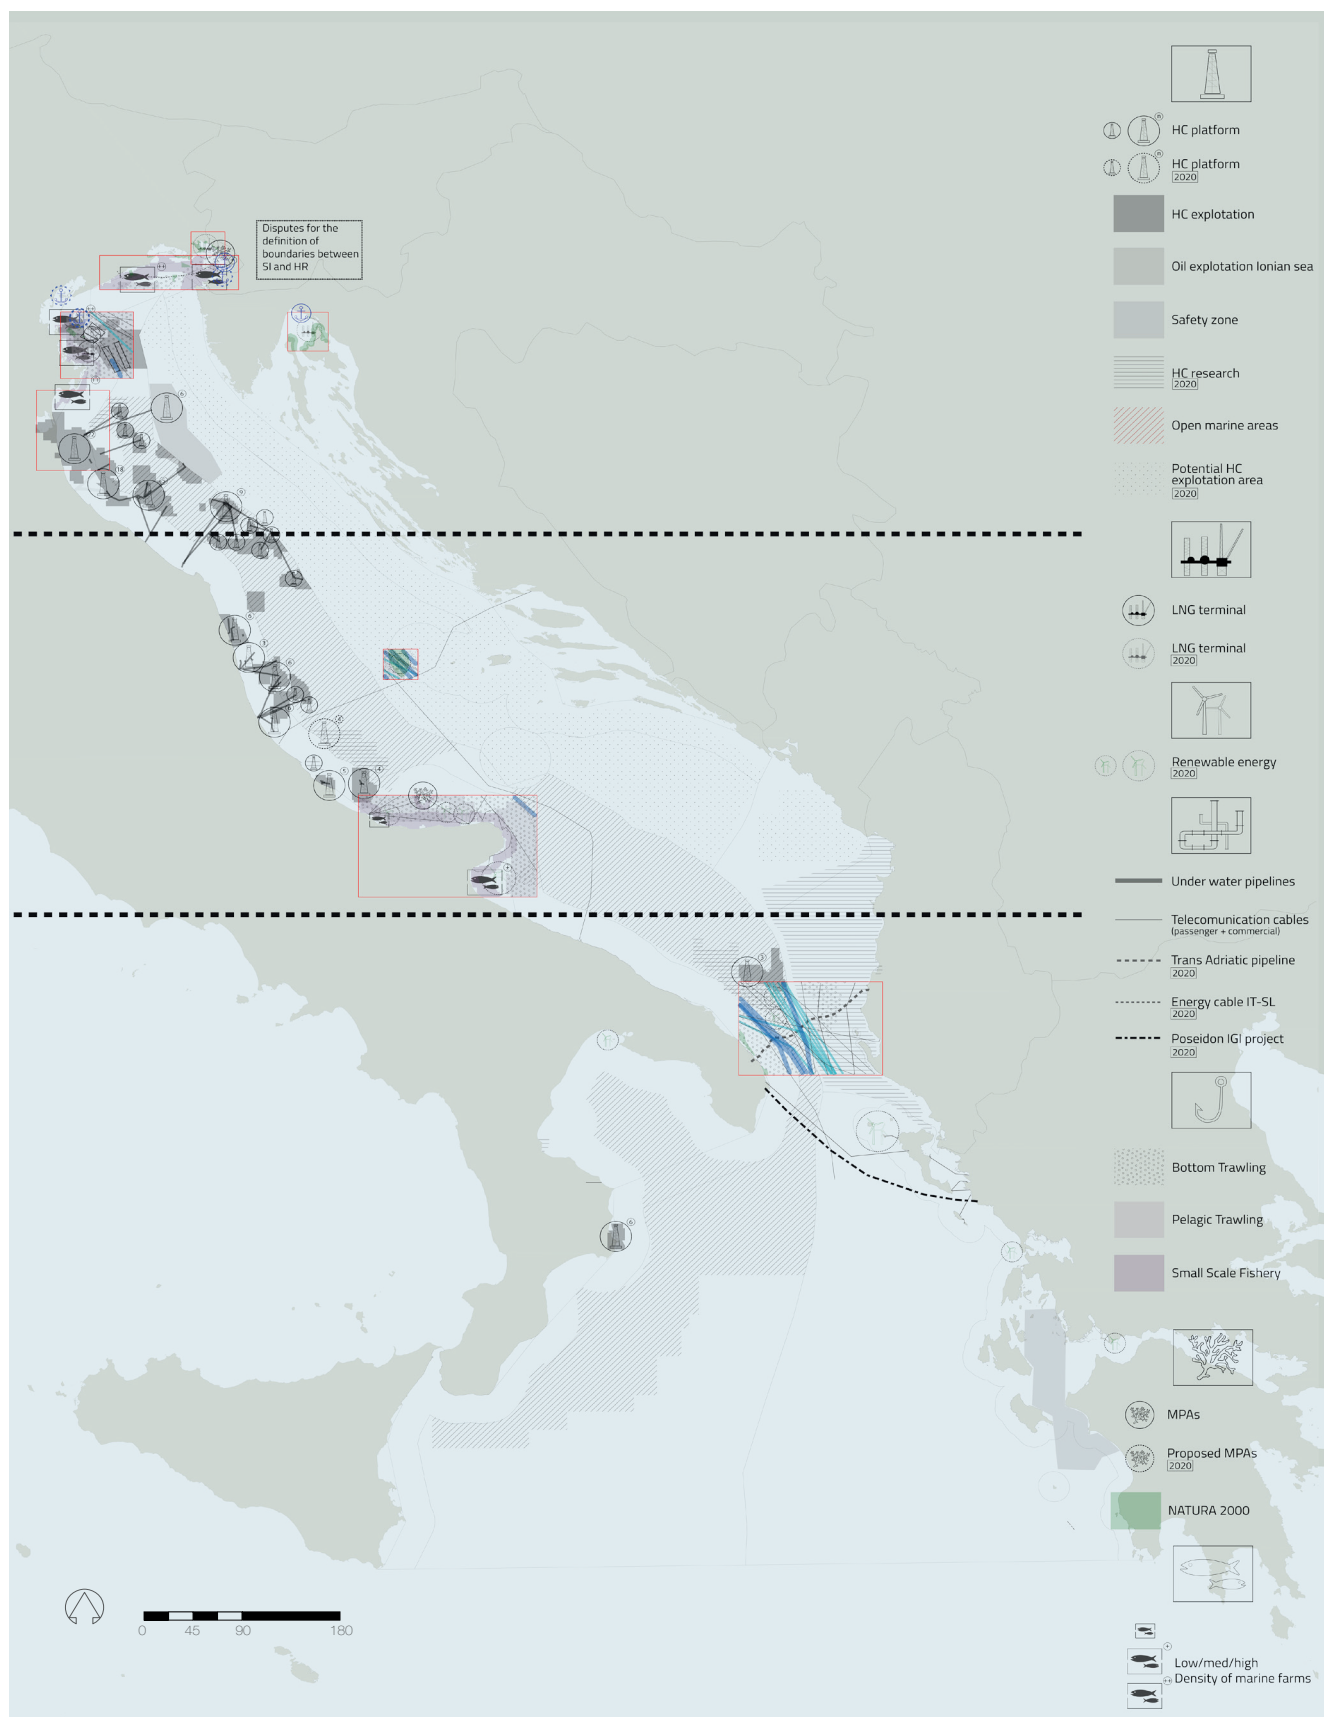 Disputes for the
definition of
boundaries between
SI and HR
HC platform
HC platform
2020
HC explotation
Oil explotation Ionian sea
Safety zone
HC research
2020
Open marine areas
Potential HC
explotation area
2020
LNG terminal
LNG terminal
2020
Renewable energy
2020
Under water pipelines
Telecomunication cables
(passenger + commercial)
Trans Adriatic pipeline
2020
Energy cable IT-SL
2020
Poseidon IGI project
2020
Bottom Trawling
Pelagic Trawling
Small Scale Fishery
MPAs
Proposed MPAs
2020
NATURA 2000
Low/med/high
Density of marine farms
0 45 90 180